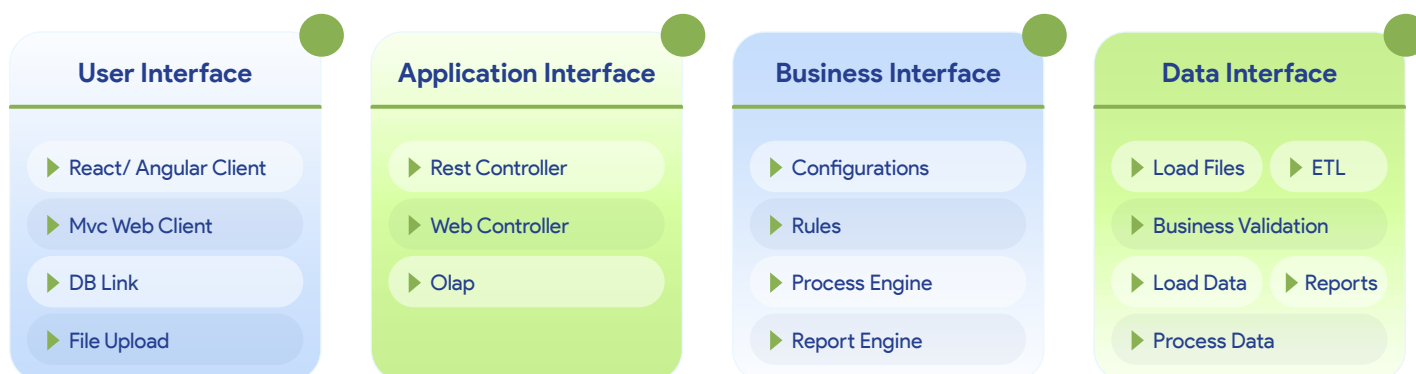 User Interface
React/ Angular Client
Mvc Web Client
DB Link
File Upload
Application Interface
Rest Controller
Web Controller
Olap
Business Interface
Configurations
Rules
Process Engine
Report Engine
Data Interface
Load Files
ETL
Business Validation
Load Data
Reports
Process Data